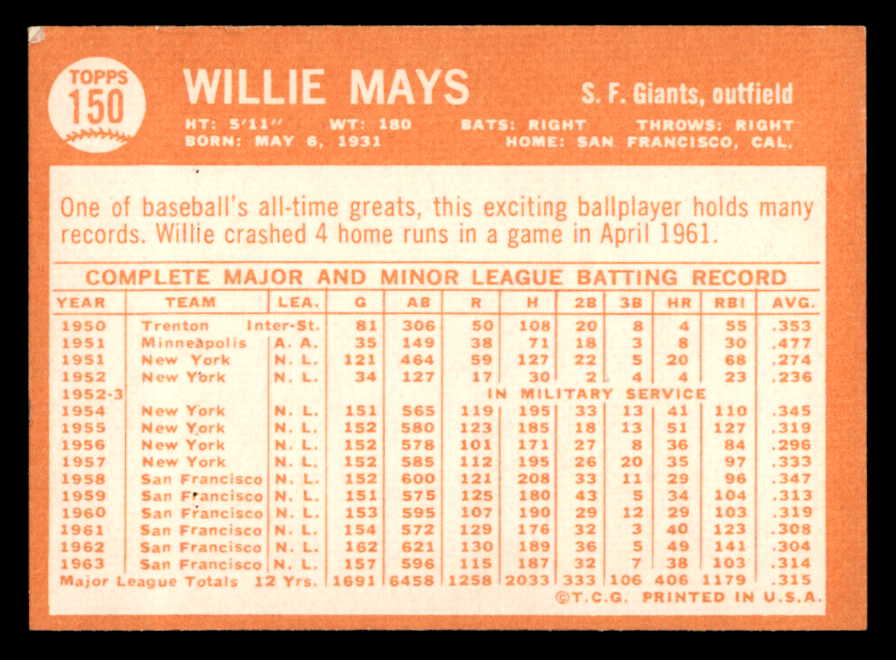 TOPPS
150
WILLIE MAYS
S. F. Giants, outfield
HT: 5'11" WT: 180 BATS: RIGHT THROWS: RIGHT
BORN: MAY 6, 1931 HOME: SAN FRANCISCO, CAL.
One of baseball's all-time greats, this exciting ballplayer holds many
records. Willie crashed 4 home runs in a game in April 1961.
COMPLETE MAJOR AND MINOR LEAGUE BATTING RECORD
YEAR TEAM LEA. G AB R H 2B 3B HR RBI AVG.
1950 Trenton Inter-St. 81 306 50 108 20 8 4 55 .353
1951 Minneapolis A. A. 35 149 38 71 18 3 8 30 .477
1951 New York N. L. 121 464 59 127 22 5 20 68 .274
1952 New York N. L. 34 127 17 30 2 4 4 23 .236
1952-3 IN MILITARY SERVICE
1954 New York N. L. 151 565 119 195 33 13 41 110 .345
1955 New York N. L. 152 580 123 185 18 13 51 127 .319
1956 New York N. L. 152 578 101 171 27 8 36 84 .296
1957 New York N. L. 152 585 112 195 26 20 35 97 .333
1958 San Francisco N. L. 152 600 121 208 33 11 29 96 .347
1959 San Francisco N. L. 151 575 125 180 43 5 34 104 .313
1960 San Francisco N. L. 153 595 107 190 29 12 29 103 .319
1961 San Francisco N. L. 154 572 129 176 32 3 40 123 .308
1962 San Francisco N. L. 162 621 130 189 36 5 49 141 .304
1963 San Francisco N. L. 157 596 115 187 32 7 38 103 .314
Major League Totals 12 Yrs. 1691 6458 1258 2033 333 106 406 1179 .315
©T.C.G. PRINTED IN U.S.A.